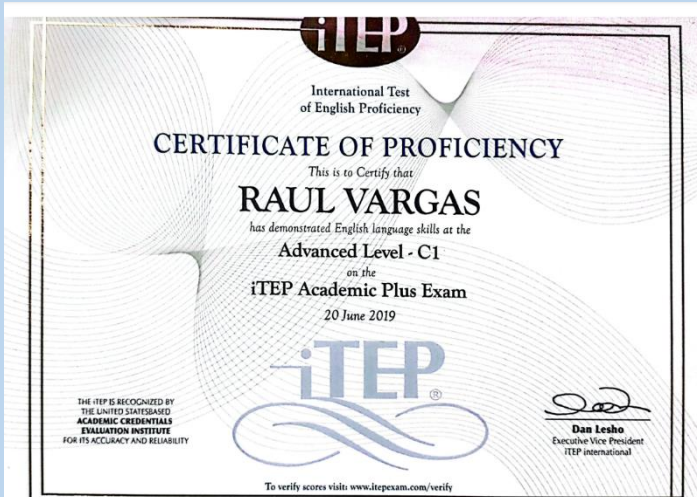 iTEP®
International Test
of English Proficiency
CERTIFICATE OF PROFICIENCY
This is to Certify that
RAUL VARGAS
has demonstrated English language skills at the
Advanced Level - C1
on the
iTEP Academic Plus Exam
20 June 2019
iTEP®
THE iTEP IS RECOGNIZED BY
THE UNITED STATESBASED
ACADEMIC CREDENTIALS
EVALUATION INSTITUTE
FOR ITS ACCURACY AND RELIABILITY
Dan Lesho
Executive Vice President
iTEP international
To verify scores visit: www.itepexam.com/verify